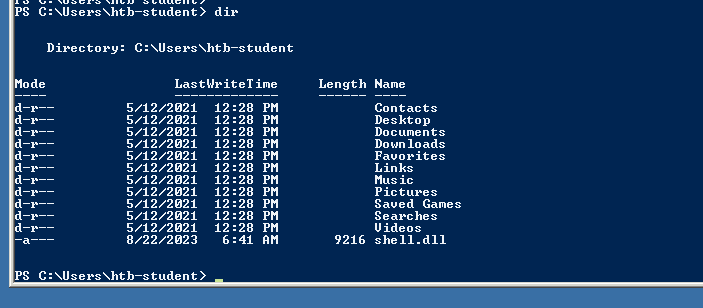 PS C:\Users\htb-student>
PS C:\Users\htb-student> dir
    Directory: C:\Users\htb-student
Mode                LastWriteTime     Length Name
----                -------------     ------ ----
d-r--         5/12/2021  12:28 PM            Contacts
d-r--         5/12/2021  12:28 PM            Desktop
d-r--         5/12/2021  12:28 PM            Documents
d-r--         5/12/2021  12:28 PM            Downloads
d-r--         5/12/2021  12:28 PM            Favorites
d-r--         5/12/2021  12:28 PM            Links
d-r--         5/12/2021  12:28 PM            Music
d-r--         5/12/2021  12:28 PM            Pictures
d-r--         5/12/2021  12:28 PM            Saved Games
d-r--         5/12/2021  12:28 PM            Searches
d-r--         5/12/2021  12:28 PM            Videos
-a---         8/22/2023   6:41 AM       9216 shell.dll
PS C:\Users\htb-student> _